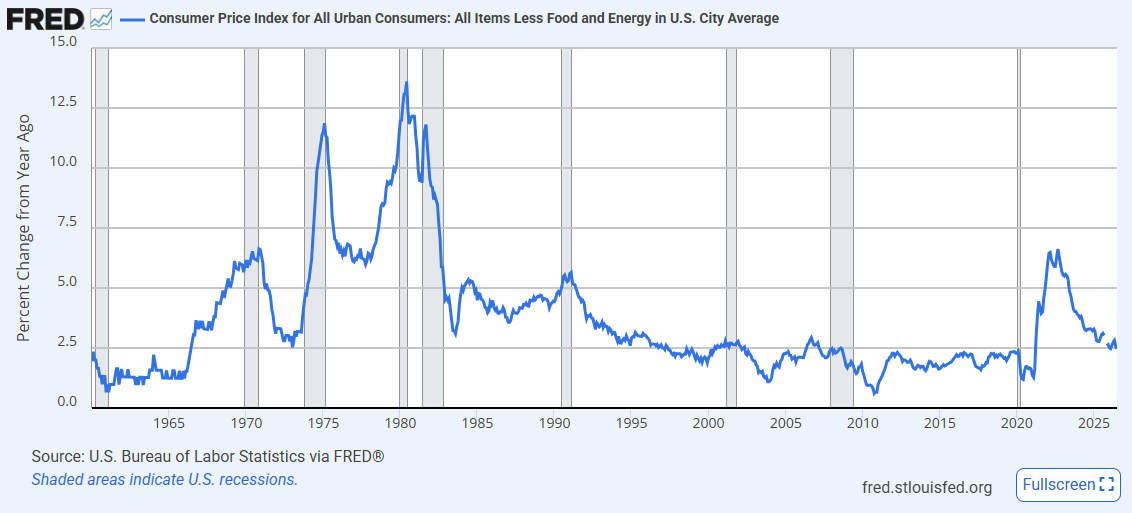 FRED
Consumer Price Index for All Urban Consumers: All Items Less Food and Energy in U.S. City Average
15.0
12.5
10.0
7.5
5.0
2.5
0.0
Percent Change from Year Ago
1965 1970 1975 1980 1985 1990 1995 2000 2005 2010 2015 2020 2025
Source: U.S. Bureau of Labor Statistics via FRED®
Shaded areas indicate U.S. recessions.
fred.stlouisfed.org
Fullscreen